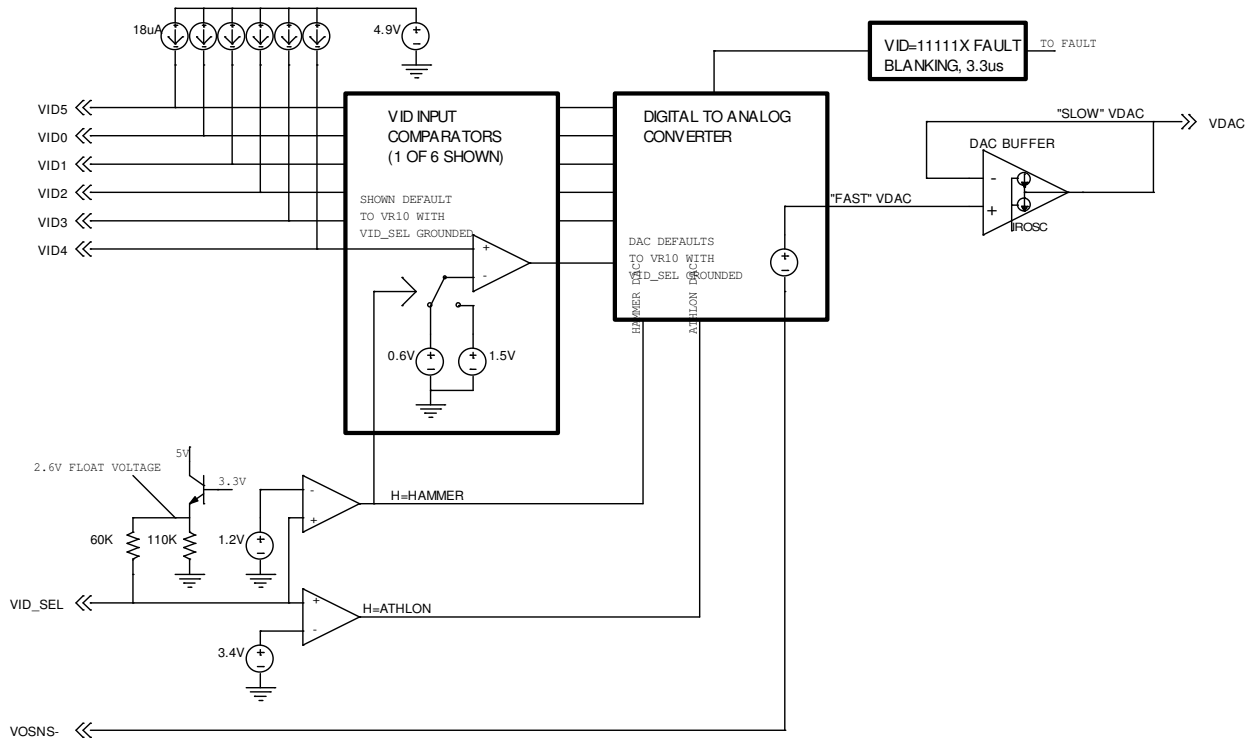 18uA
4.9V
VID=11111X FAULT
BLANKING, 3.3us
TO FAULT
VID5
VID0
VID1
VID2
VID3
VID4
VID INPUT
COMPARATORS
(1 OF 6 SHOWN)
SHOWN DEFAULT
TO VR10 WITH
VID_SEL GROUNDED
+
-
0.6V
+
-
1.5V
+
-
DIGITAL TO ANALOG
CONVERTER
DAC DEFAULTS
TO VR10 WITH
VID_SEL GROUNDED
HAMMER DAC
ATHLON DAC
+
-
"FAST" VDAC
"SLOW" VDAC
VDAC
DAC BUFFER
-
+
IROSC
5V
2.6V FLOAT VOLTAGE
3.3V
60K
110K
1.2V
+
-
-
+
H=HAMMER
VID_SEL
+
-
H=ATHLON
3.4V
+
-
VOSNS-